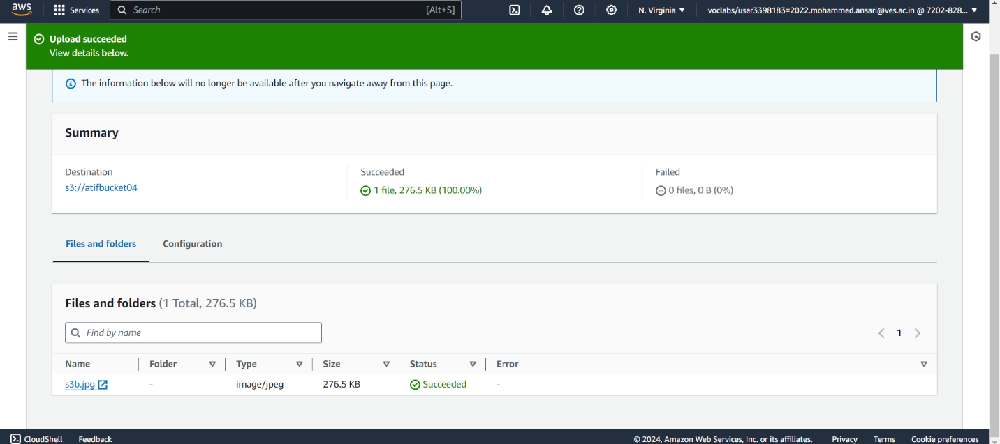 aws Services Search [Alt+S] N. Virginia voclabs/user3398183=2022.mohammed.ansari@ves.ac.in @ 7202-828...
Upload succeeded
View details below.
The information below will no longer be available after you navigate away from this page.
Summary
Destination Succeeded Failed
s3://atifbucket04 1 file, 276.5 KB (100.00%) 0 files, 0 B (0%)
Files and folders Configuration
Files and folders (1 Total, 276.5 KB)
Find by name 1
Name Folder Type Size Status Error
s3b.jpg - image/jpeg 276.5 KB Succeeded -
CloudShell Feedback © 2024, Amazon Web Services, Inc. or its affiliates. Privacy Terms Cookie preferences